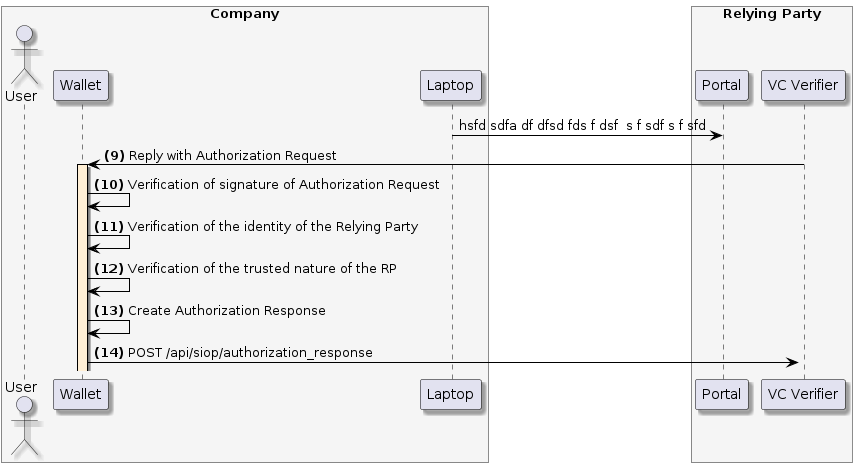 Company
Relying Party
User
Wallet
Laptop
Portal
VC Verifier
hsfd sdfa df dfsd fds f dsf  s f sdf s f sfd
(9) Reply with Authorization Request
(10) Verification of signature of Authorization Request
(11) Verification of the identity of the Relying Party
(12) Verification of the trusted nature of the RP
(13) Create Authorization Response
(14) POST /api/siop/authorization_response
User
Wallet
Laptop
Portal
VC Verifier